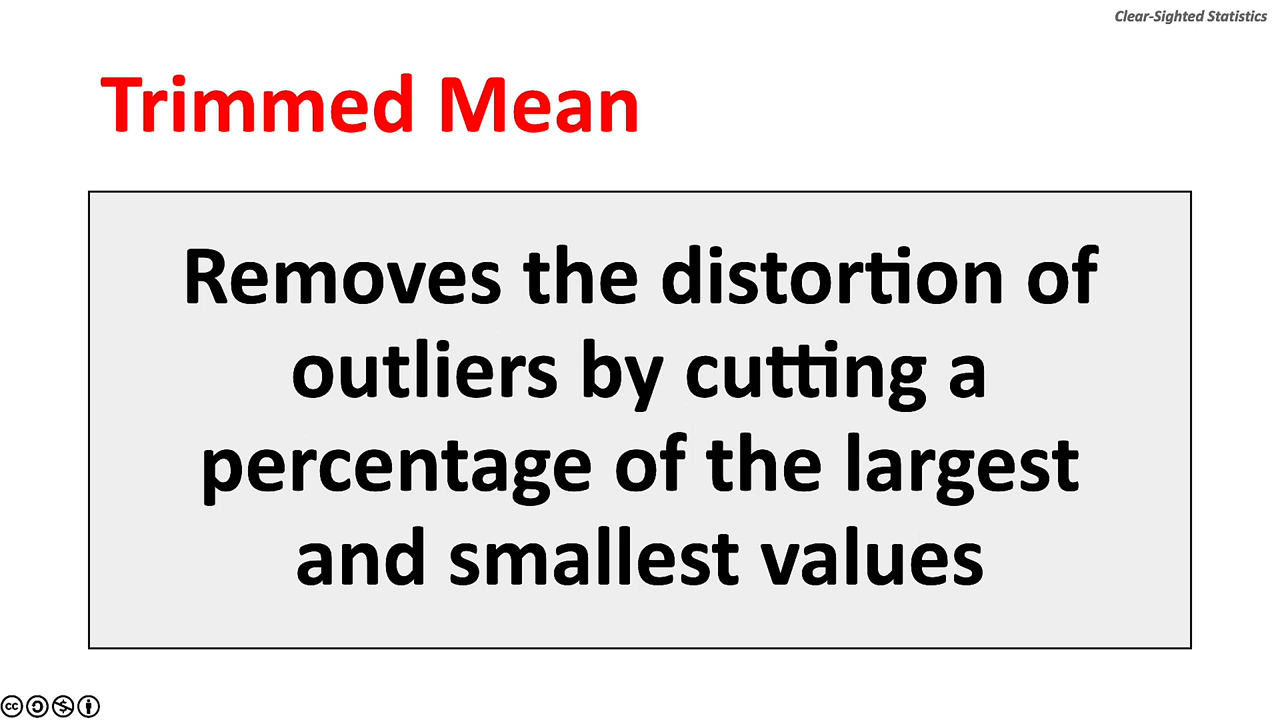 Clear-Sighted Statistics
Trimmed Mean
Removes the distortion of
outliers by cutting a
percentage of the largest
and smallest values